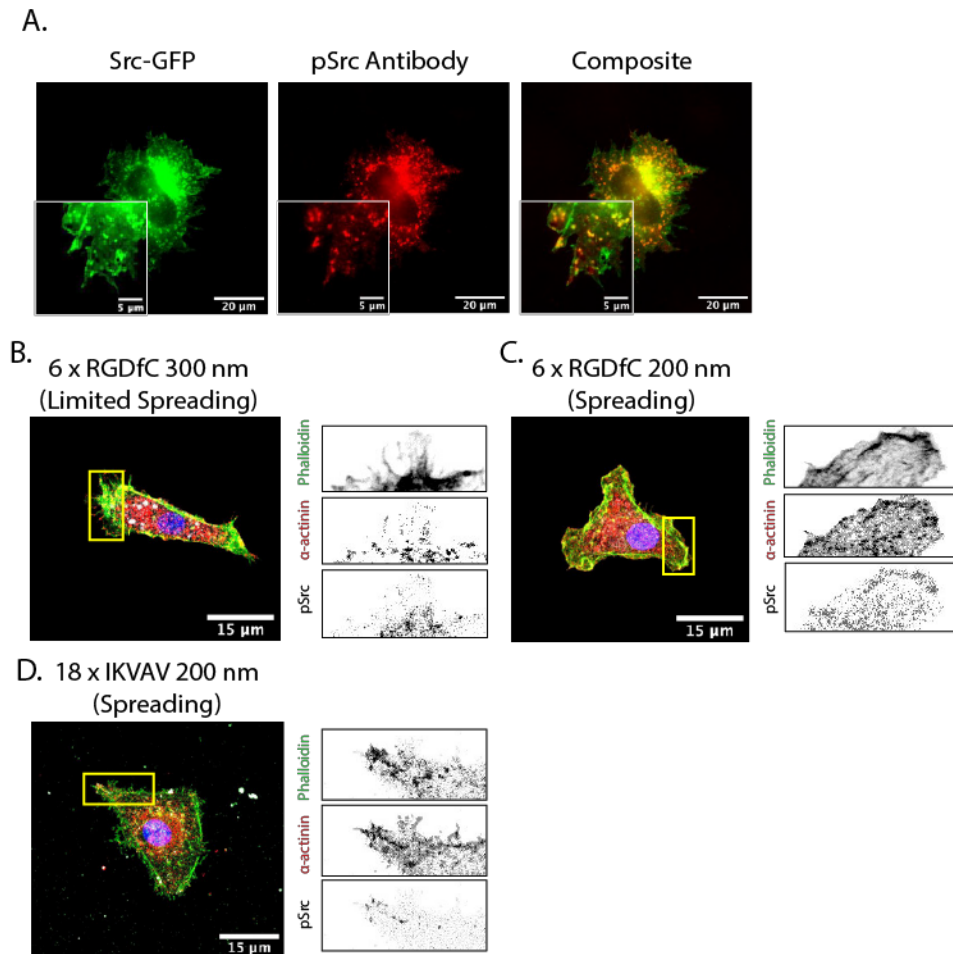 A.
Src-GFP
pSrc Antibody
Composite
5 µm
20 µm
5 µm
20 µm
5 µm
20 µm
B.
6 x RGDfC 300 nm
(Limited Spreading)
15 µm
Phalloidin
α-actinin
pSrc
C.
6 x RGDfC 200 nm
(Spreading)
15 µm
Phalloidin
α-actinin
pSrc
D. 18 x IKVAV 200 nm
(Spreading)
15 µm
Phalloidin
α-actinin
pSrc